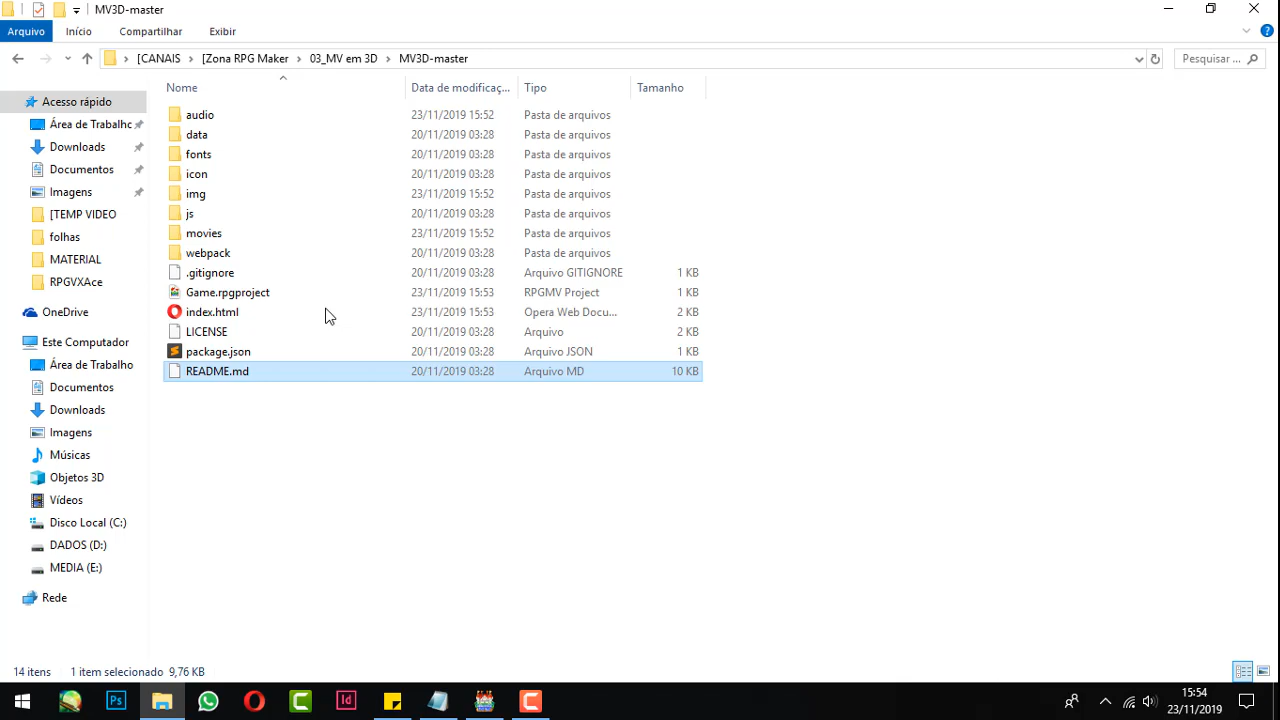 MV3D-master
Arquivo Início Compartilhar Exibir
[CANAIS > [Zona RPG Maker > 03_MV em 3D > MV3D-master Pesquisar ...
Nome Data de modificaç... Tipo Tamanho
Acesso rápido
Área de Trabalho
Downloads
Documentos
Imagens
[TEMP VIDEO
folhas
MATERIAL
RPGVXAce
OneDrive
Este Computador
Área de Trabalho
Documentos
Downloads
Imagens
Músicas
Objetos 3D
Vídeos
Disco Local (C:)
DADOS (D:)
MEDIA (E:)
Rede
audio 23/11/2019 15:52 Pasta de arquivos
data 20/11/2019 03:28 Pasta de arquivos
fonts 20/11/2019 03:28 Pasta de arquivos
icon 20/11/2019 03:28 Pasta de arquivos
img 23/11/2019 15:52 Pasta de arquivos
js 20/11/2019 03:28 Pasta de arquivos
movies 23/11/2019 15:52 Pasta de arquivos
webpack 20/11/2019 03:28 Pasta de arquivos
.gitignore 20/11/2019 03:28 Arquivo GITIGNORE 1 KB
Game.rpgproject 23/11/2019 15:53 RPGMV Project 1 KB
index.html 23/11/2019 15:53 Opera Web Docu... 2 KB
LICENSE 20/11/2019 03:28 Arquivo 2 KB
package.json 20/11/2019 03:28 Arquivo JSON 1 KB
README.md 20/11/2019 03:28 Arquivo MD 10 KB
14 itens 1 item selecionado 9,76 KB
Ps Id
15:54
23/11/2019